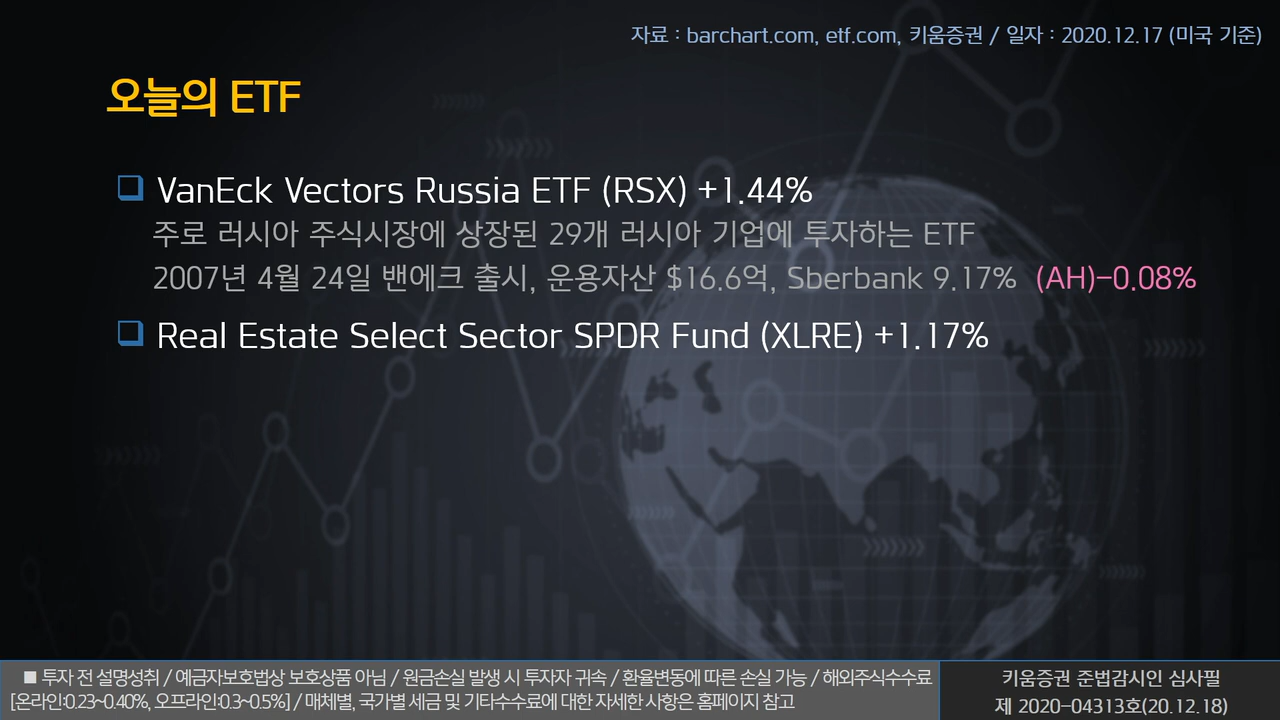 자료 : barchart.com, etf.com, 키움증권 / 일자 : 2020.12.17 (미국 기준)
오늘의 ETF
VanEck Vectors Russia ETF (RSX) +1.44%
주로 러시아 주식시장에 상장된 29개 러시아 기업에 투자하는 ETF
2007년 4월 24일 밴에크 출시, 운용자산 $16.6억, Sberbank 9.17% (AH)-0.08%
Real Estate Select Sector SPDR Fund (XLRE) +1.17%
■ 투자 전 설명성취 / 예금자보호법상 보호상품 아님 / 원금손실 발생 시 투자자 귀속 / 환율변동에 따른 손실 가능 / 해외주식수수료
[온라인:0.23~0.40%, 오프라인:0.3~0.5%] / 매체별, 국가별 세금 및 기타수수료에 대한 자세한 사항은 홈페이지 참고
키움증권 준법감시인 심사필
제 2020-04313호(20.12.18)